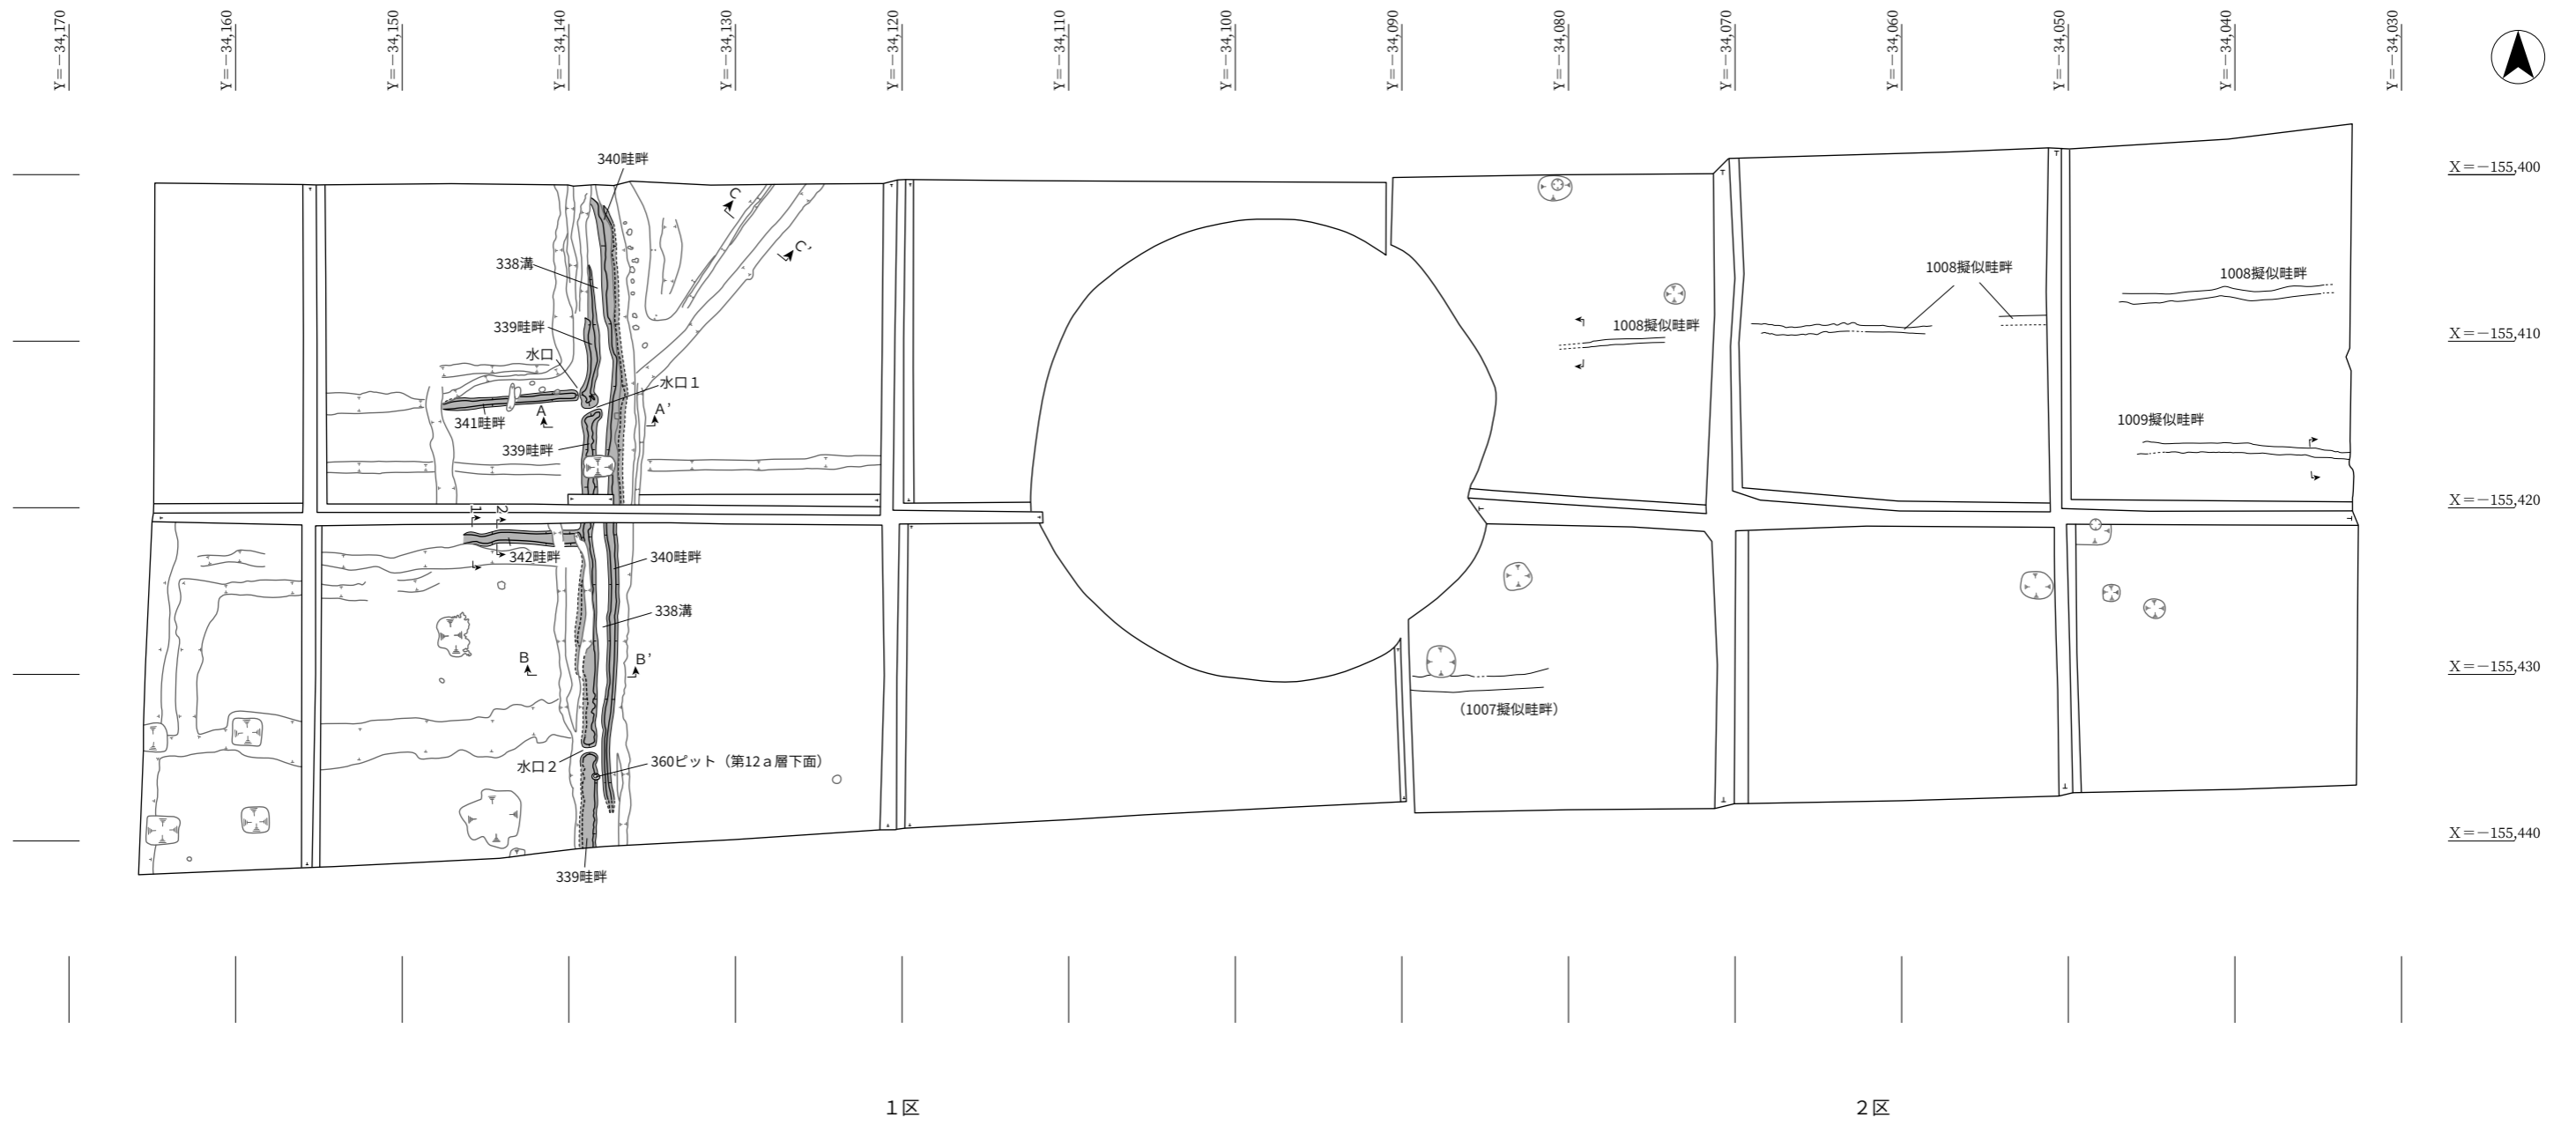 Y=－34,170
Y=－34,160
Y=－34,150
Y=－34,140
Y=－34,130
Y=－34,120
Y=－34,110
Y=－34,100
Y=－34,090
Y=－34,080
Y=－34,070
Y=－34,060
Y=－34,050
Y=－34,040
Y=－34,030
X=－155,400
X=－155,410
X=－155,420
X=－155,430
X=－155,440
340畦畔
C
C’
338溝
339畦畔
水口
水口１
341畦畔
A
A’
339畦畔
1008擬似畦畔
1008擬似畦畔
1008擬似畦畔
1009擬似畦畔
1
2
342畦畔
340畦畔
338溝
B
B’
（1007擬似畦畔）
水口２
360ピット（第12ａ層下面）
339畦畔
１区
２区